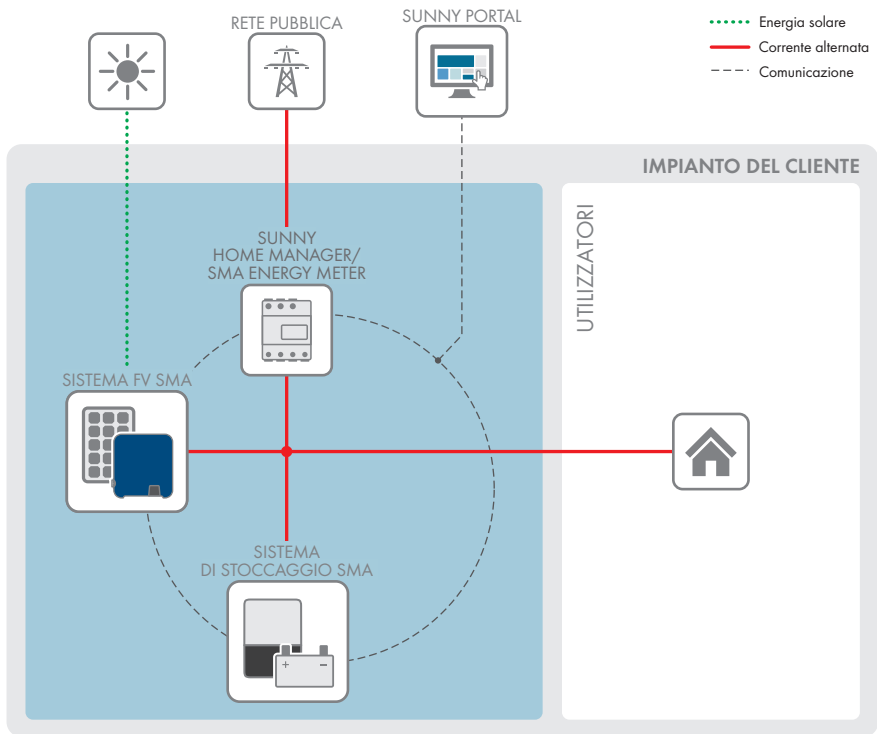 RETE PUBBLICA
SUNNY PORTAL
Energia solare
Corrente alternata
Comunicazione
IMPIANTO DEL CLIENTE
UTILIZZATORI
SUNNY
HOME MANAGER/
SMA ENERGY METER
SISTEMA FV SMA
SISTEMA
DI STOCCAGGIO SMA